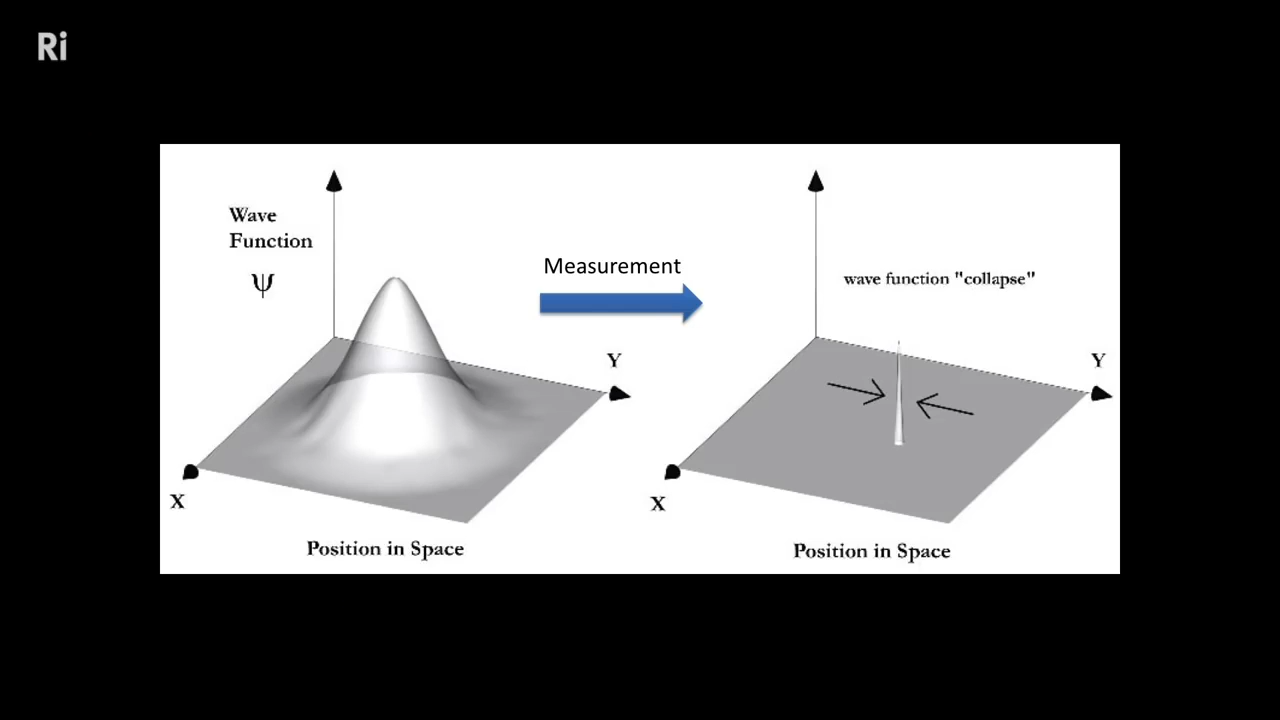 Ri
Wave
Function
Ψ
Measurement
wave function "collapse"
Y
Y
X
X
Position in Space
Position in Space